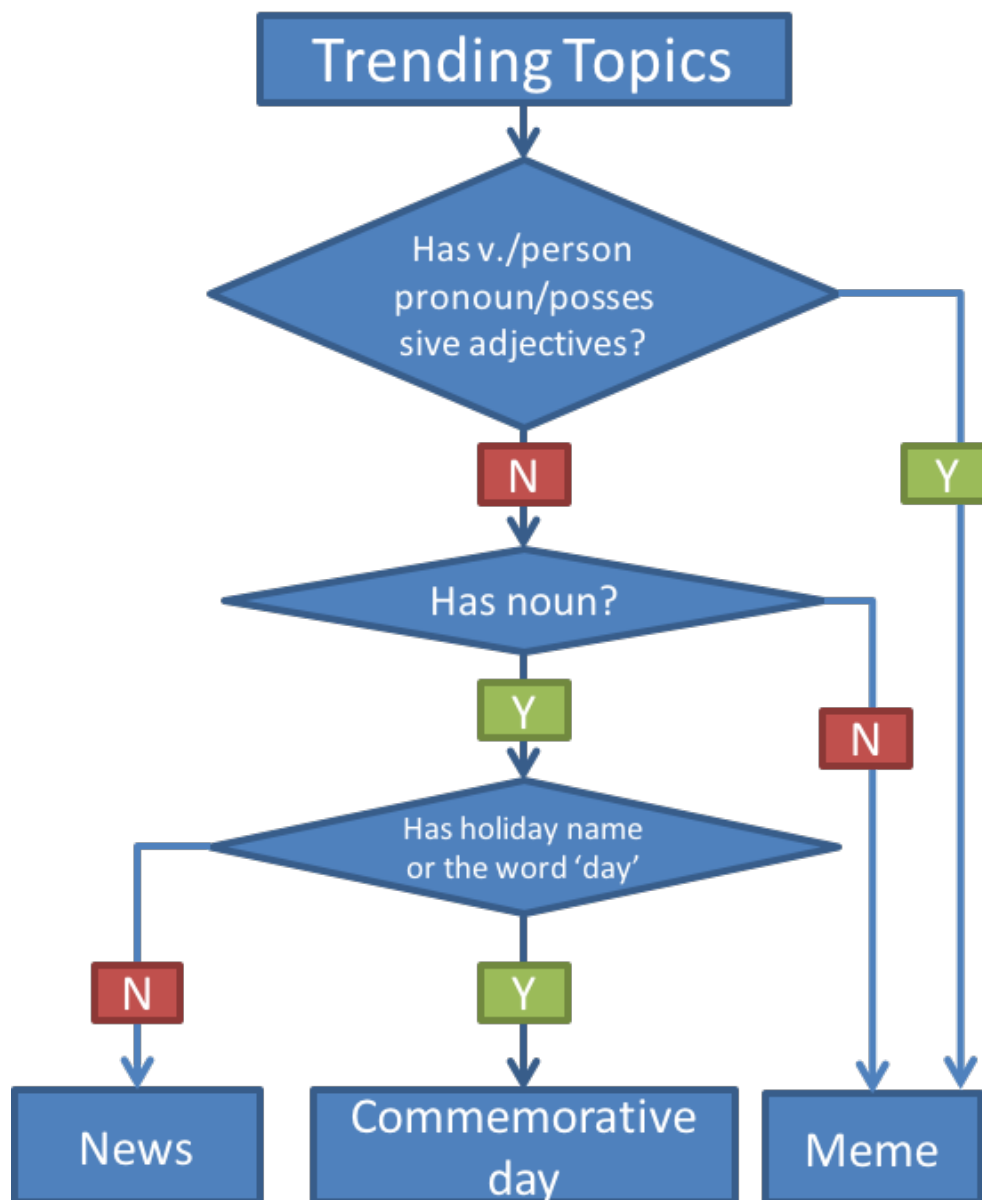 Trending Topics
Has v./person
pronoun/posses
sive adjectives?
N
Y
Has noun?
Y
N
Has holiday name
or the word ‘day’
N
Y
News
Commemorative
day
Meme